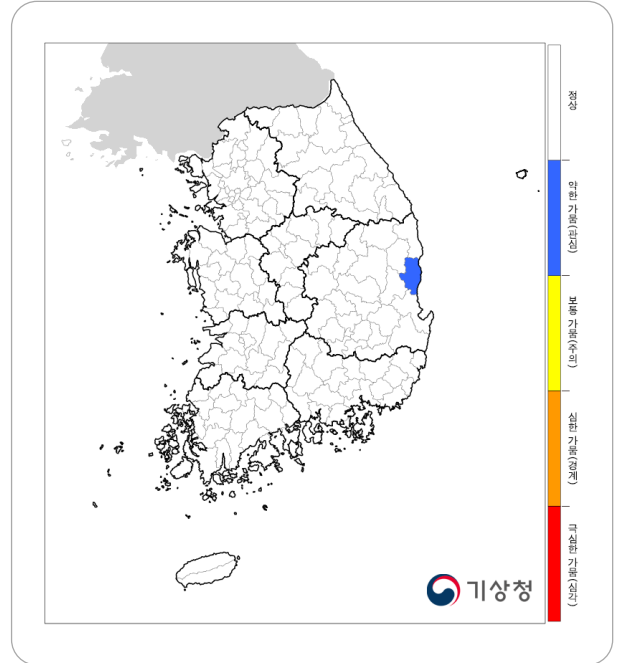 정상
약한 가뭄(관심)
보통 가뭄(주의)
심한 가뭄(경계)
극심한 가뭄(심각)
기상청